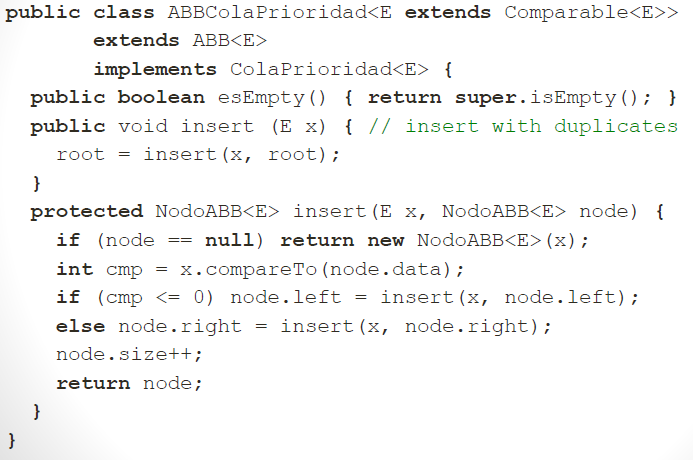 public class ABBColaPrioridad<E extends Comparable<E>>
extends ABB<E>
implements ColaPrioridad<E> {
public boolean esEmpty() { return super.isEmpty(); }
public void insert (E x) { // insert with duplicates
root = insert(x, root);
}
protected NodoABB<E> insert(E x, NodoABB<E> node) {
if (node == null) return new NodoABB<E>(x);
int cmp = x.compareTo(node.data);
if (cmp <= 0) node.left = insert(x, node.left);
else node.right = insert(x, node.right);
node.size++;
return node;
}
}